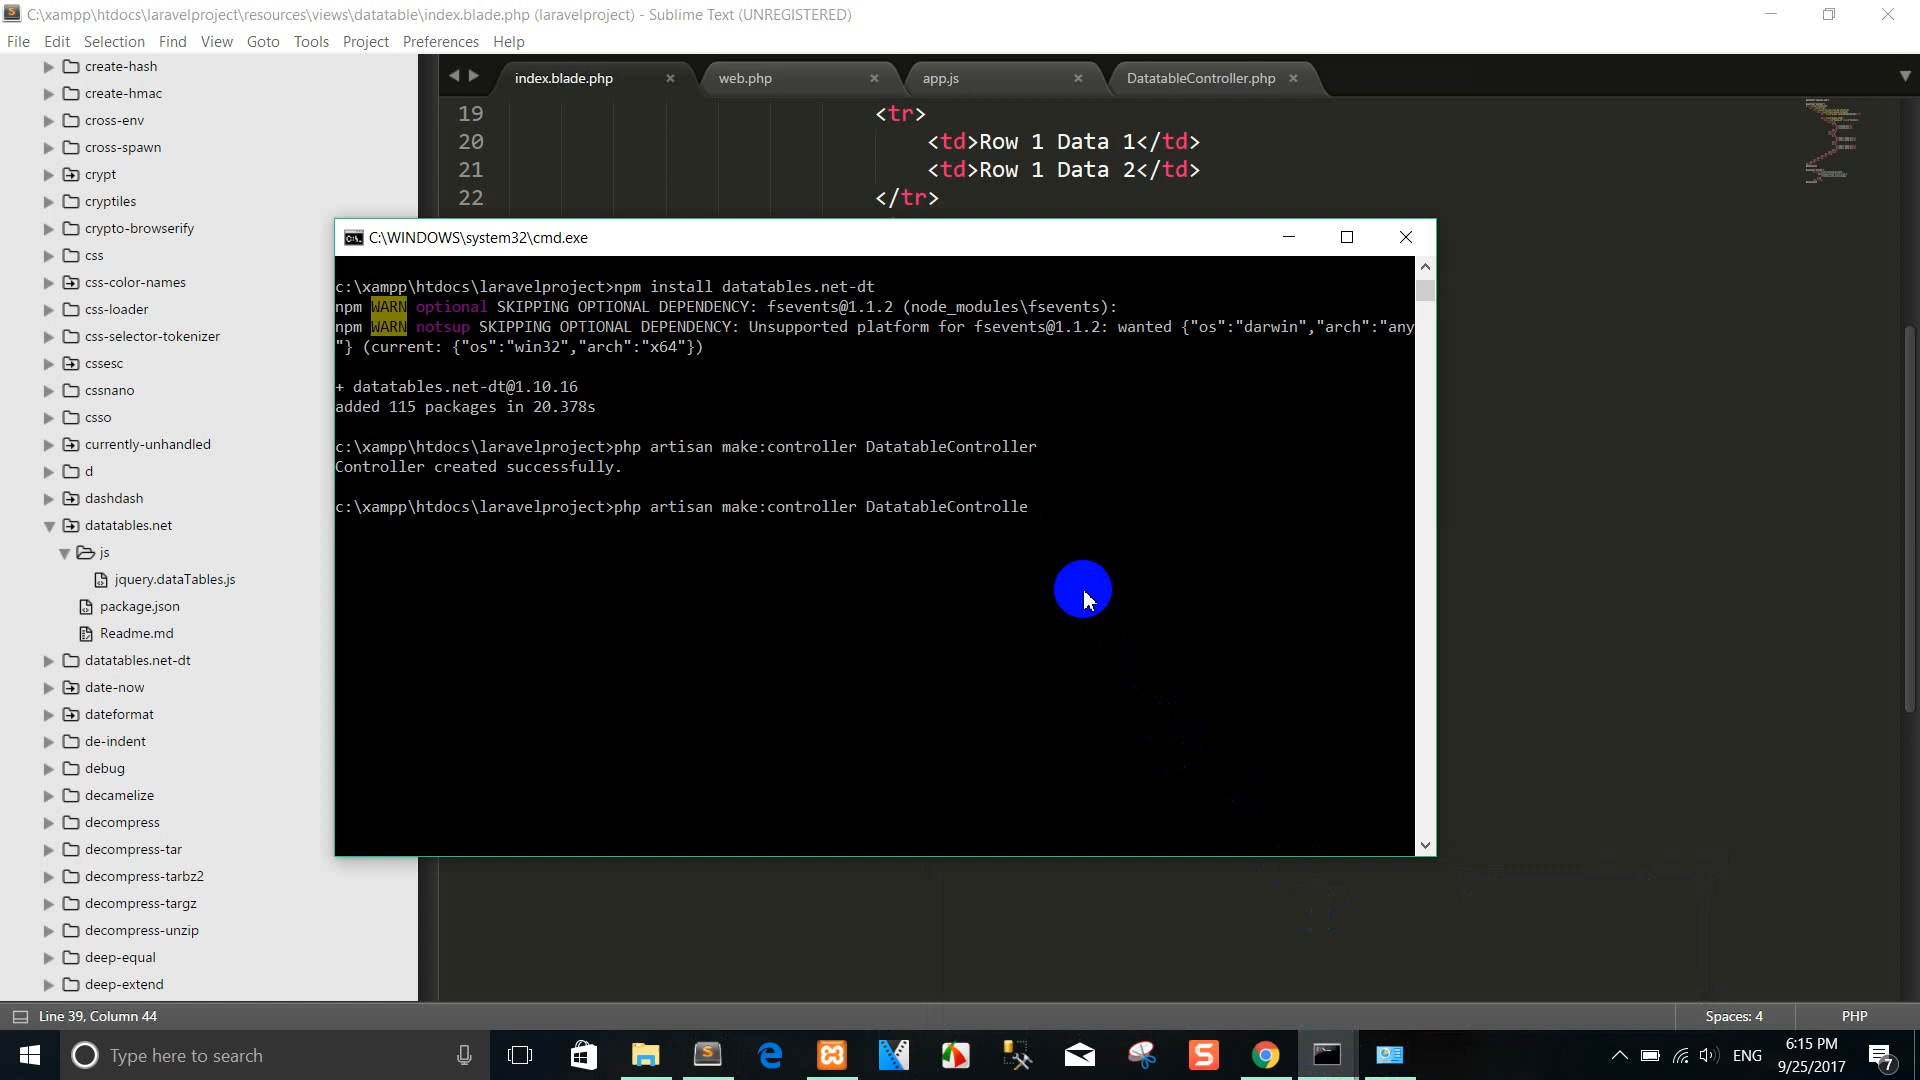 C:\xampp\htdocs\laravelproject\resources\views\datatable\index.blade.php (laravelproject) - Sublime Text (UNREGISTERED)
File Edit Selection Find View Goto Tools Project Preferences Help
create-hash
create-hmac
cross-env
cross-spawn
crypt
cryptiles
crypto-browserify
css
css-color-names
css-loader
css-selector-tokenizer
cssesc
cssnano
csso
currently-unhandled
d
dashdash
datatables.net
js
jquery.dataTables.js
package.json
Readme.md
datatables.net-dt
date-now
dateformat
de-indent
debug
decamelize
decompress
decompress-tar
decompress-tarbz2
decompress-targz
decompress-unzip
deep-equal
deep-extend
index.blade.php web.php app.js DatatableController.php
19 <tr>
20 <td>Row 1 Data 1</td>
21 <td>Row 1 Data 2</td>
22 </tr>
C:\WINDOWS\system32\cmd.exe
c:\xampp\htdocs\laravelproject>npm install datatables.net-dt
npm WARN optional SKIPPING OPTIONAL DEPENDENCY: fsevents@1.1.2 (node_modules\fsevents):
npm WARN notsup SKIPPING OPTIONAL DEPENDENCY: Unsupported platform for fsevents@1.1.2: wanted {"os":"darwin","arch":"any
"} (current: {"os":"win32","arch":"x64"})
+ datatables.net-dt@1.10.16
added 115 packages in 20.378s
c:\xampp\htdocs\laravelproject>php artisan make:controller DatatableController
Controller created successfully.
c:\xampp\htdocs\laravelproject>php artisan make:controller DatatableControlle
Line 39, Column 44
Spaces: 4 PHP
Type here to search
ENG
6:15 PM
9/25/2017
7